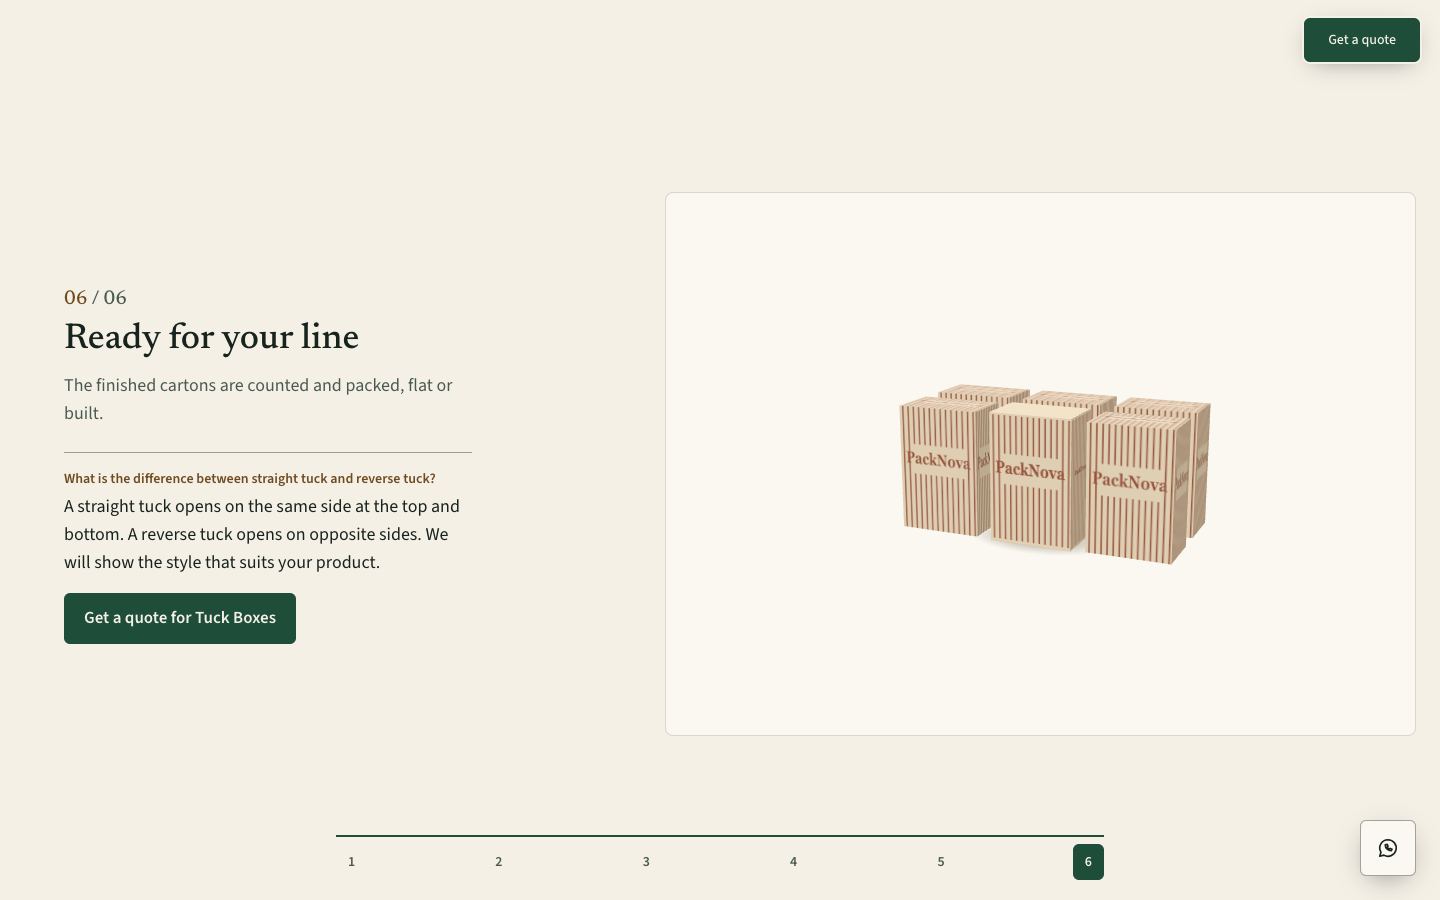 Get a quote
06 / 06
Ready for your line
The finished cartons are counted and packed, flat or
built.
What is the difference between straight tuck and reverse tuck?
A straight tuck opens on the same side at the top and
bottom. A reverse tuck opens on opposite sides. We
will show the style that suits your product.
Get a quote for Tuck Boxes
PackNova
PackNova
PackNova
1
2
3
4
5
6